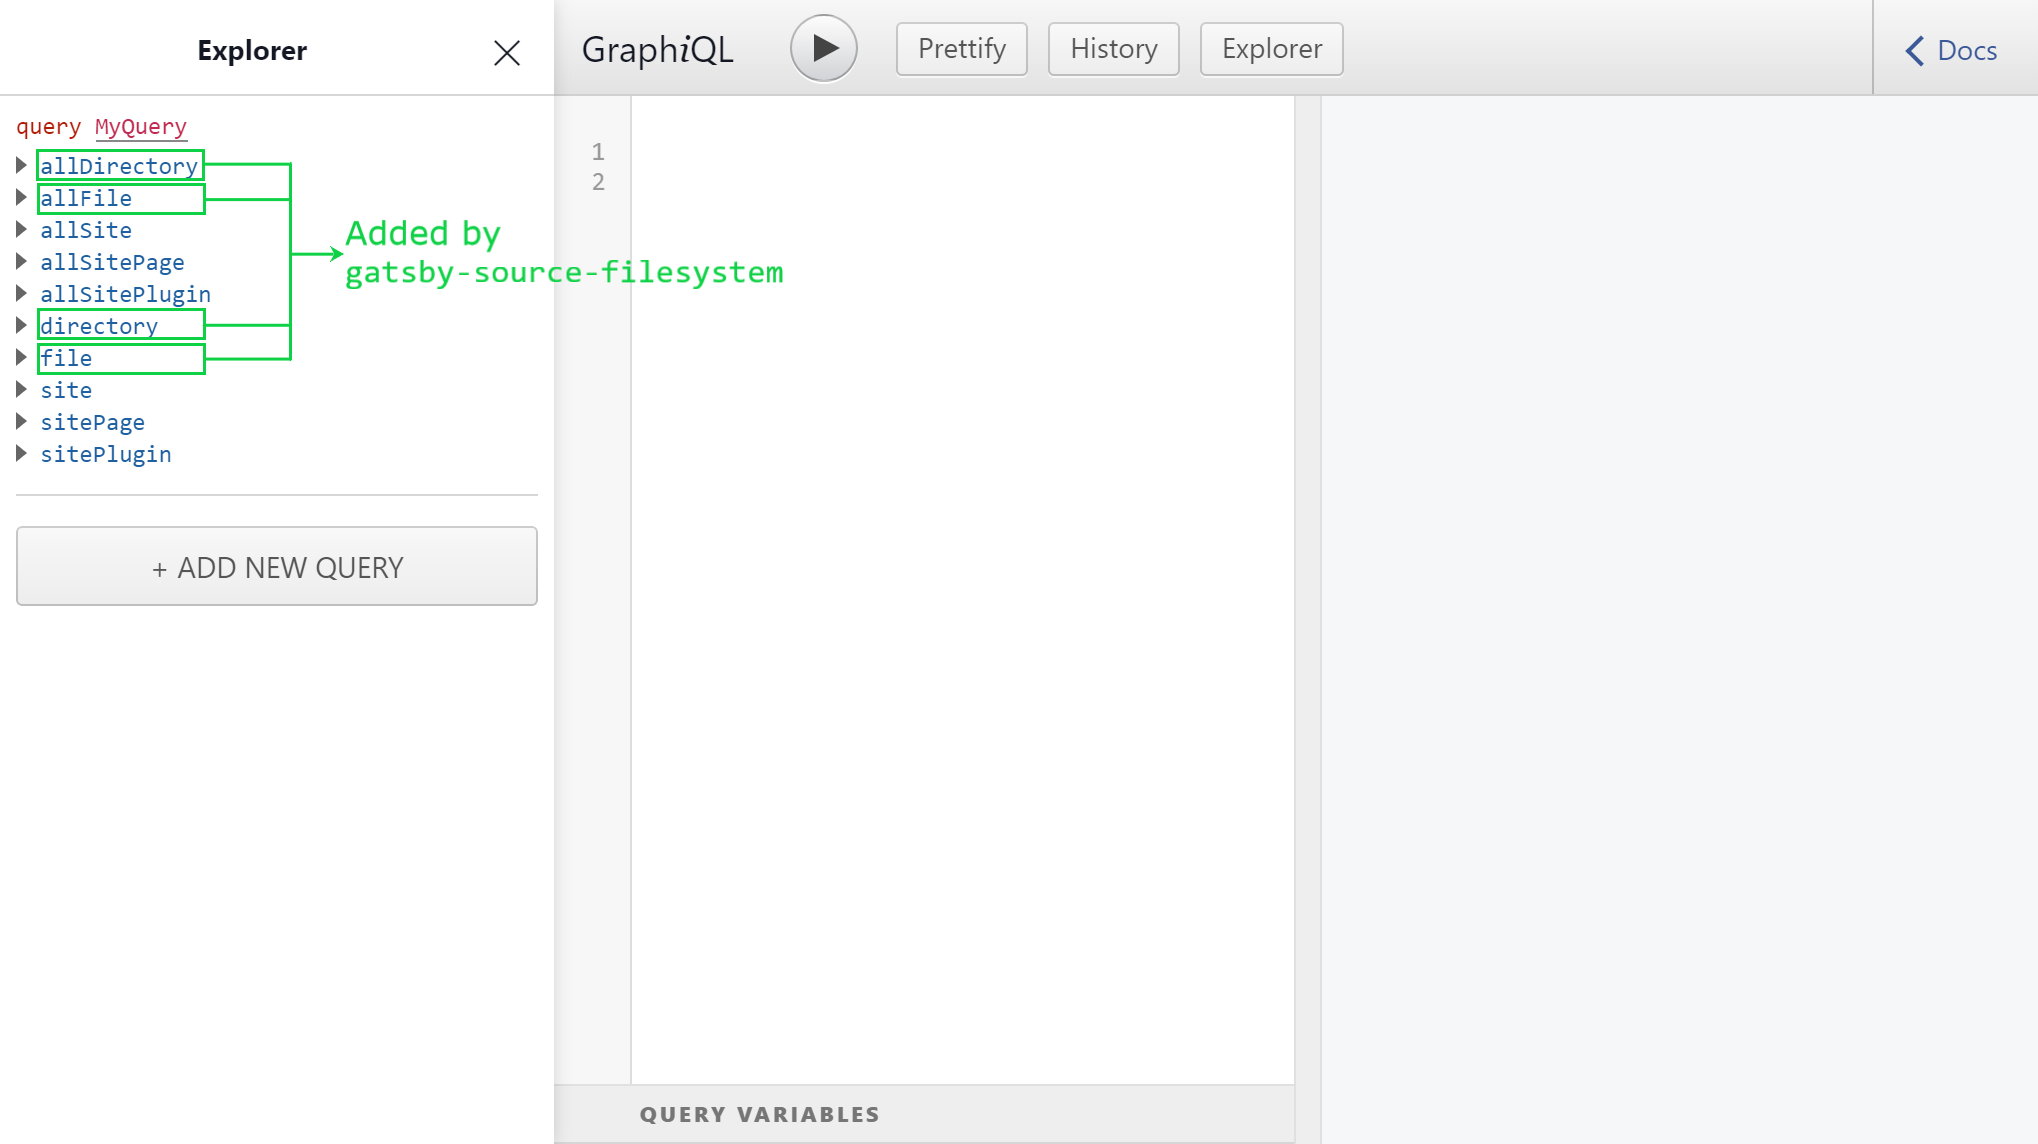 Explorer
GraphiQL
Prettify
History
Explorer
Docs
query MyQuery
allDirectory
allFile
allSite
allSitePage
allSitePlugin
directory
file
site
sitePage
sitePlugin
Added by
gatsby-source-filesystem
+ ADD NEW QUERY
1
2
QUERY VARIABLES